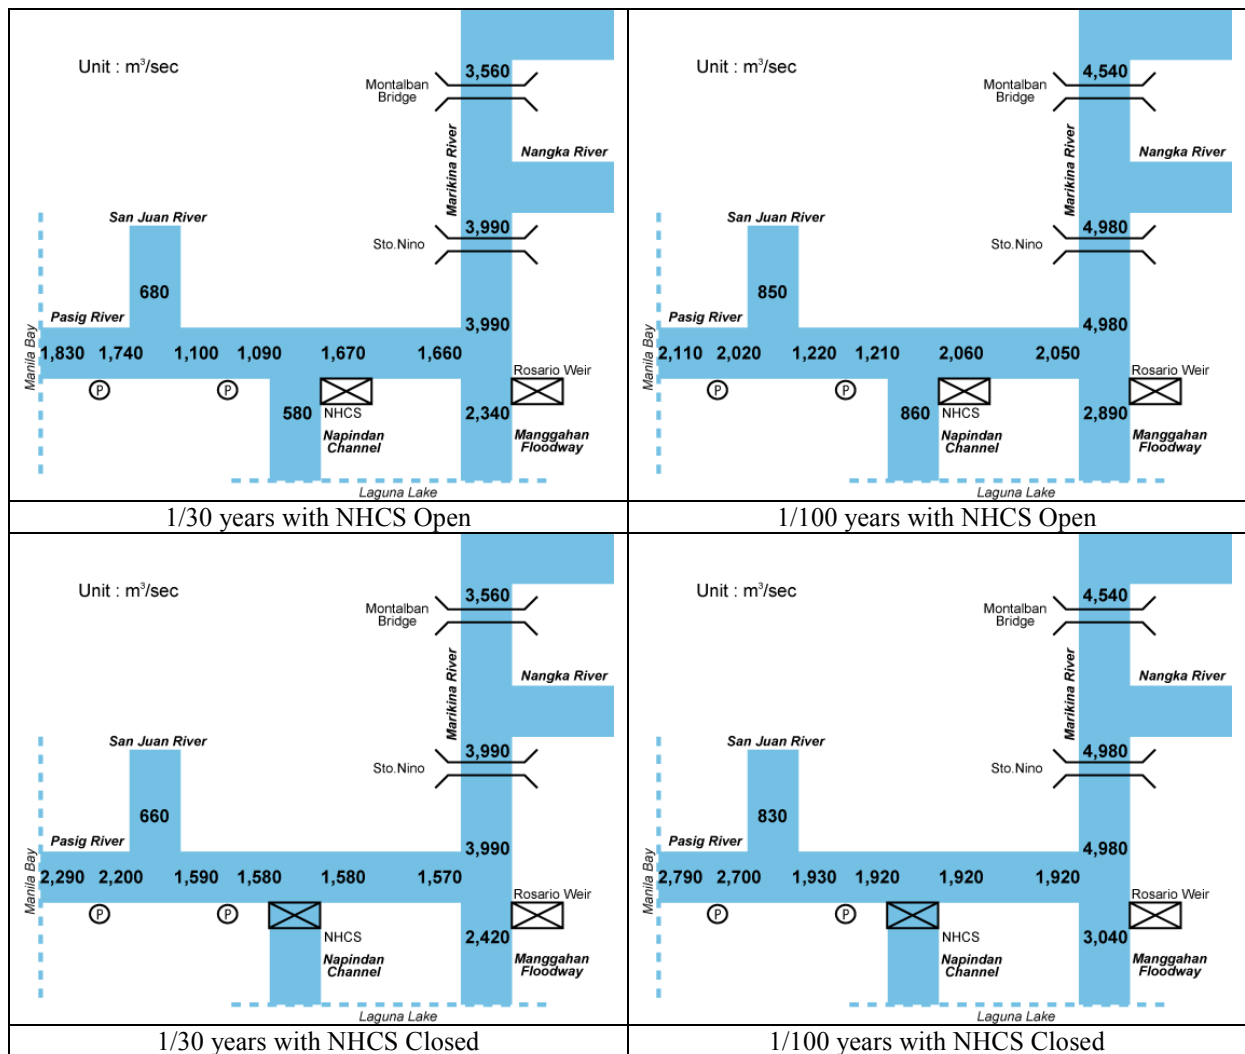 Unit : m³/sec
3,560
Montalban
Bridge
Marikina River
Nangka River
San Juan River
3,990
Sto.Nino
680
Pasig River
3,990
Manila Bay
1,830 1,740 1,100 1,090 1,670 1,660
Rosario Weir
P
P
580
NHCS
2,340
Napindan
Channel
Manggahan
Floodway
Laguna Lake
1/30 years with NHCS Open
Unit : m³/sec
4,540
Montalban
Bridge
Marikina River
Nangka River
San Juan River
4,980
Sto.Nino
850
Pasig River
4,980
Manila Bay
2,110 2,020 1,220 1,210 2,060 2,050
Rosario Weir
P
P
860
NHCS
2,890
Napindan
Channel
Manggahan
Floodway
Laguna Lake
1/100 years with NHCS Open
Unit : m³/sec
3,560
Montalban
Bridge
Marikina River
Nangka River
San Juan River
3,990
Sto.Nino
660
Pasig River
3,990
Manila Bay
2,290 2,200 1,590 1,580 1,580 1,570
Rosario Weir
P
P
NHCS
2,420
Napindan
Channel
Manggahan
Floodway
Laguna Lake
1/30 years with NHCS Closed
Unit : m³/sec
4,540
Montalban
Bridge
Marikina River
Nangka River
San Juan River
4,980
Sto.Nino
830
Pasig River
4,980
Manila Bay
2,790 2,700 1,930 1,920 1,920 1,920
Rosario Weir
P
P
NHCS
3,040
Napindan
Channel
Manggahan
Floodway
Laguna Lake
1/100 years with NHCS Closed